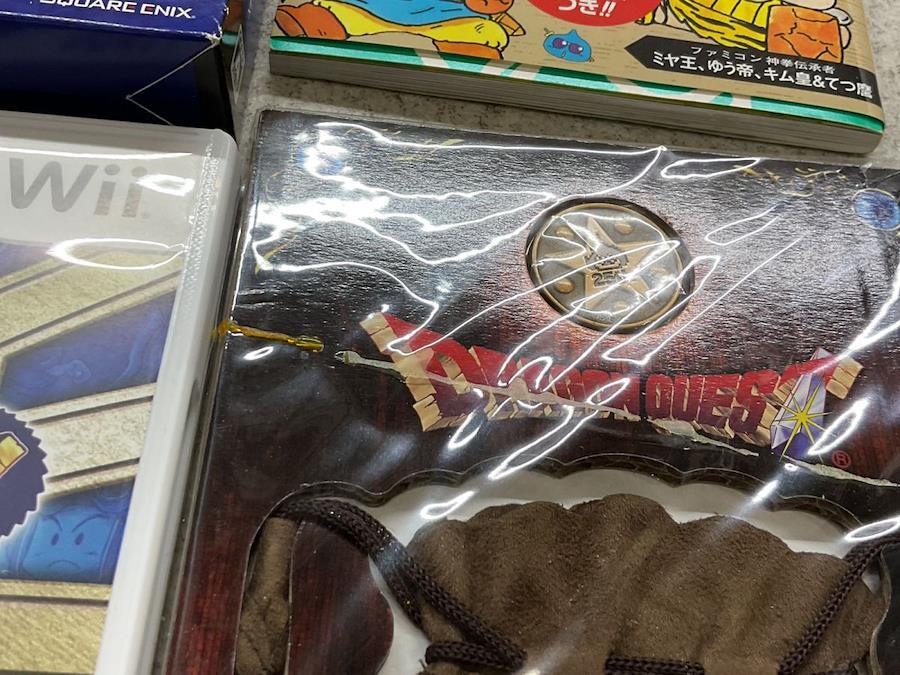 SQUARE ENIX.
つき!!
ファミコン神拳伝承者
ミヤ王、ゆう帝、キム皇&てつ麿
Wii
DRAGON QUEST
®